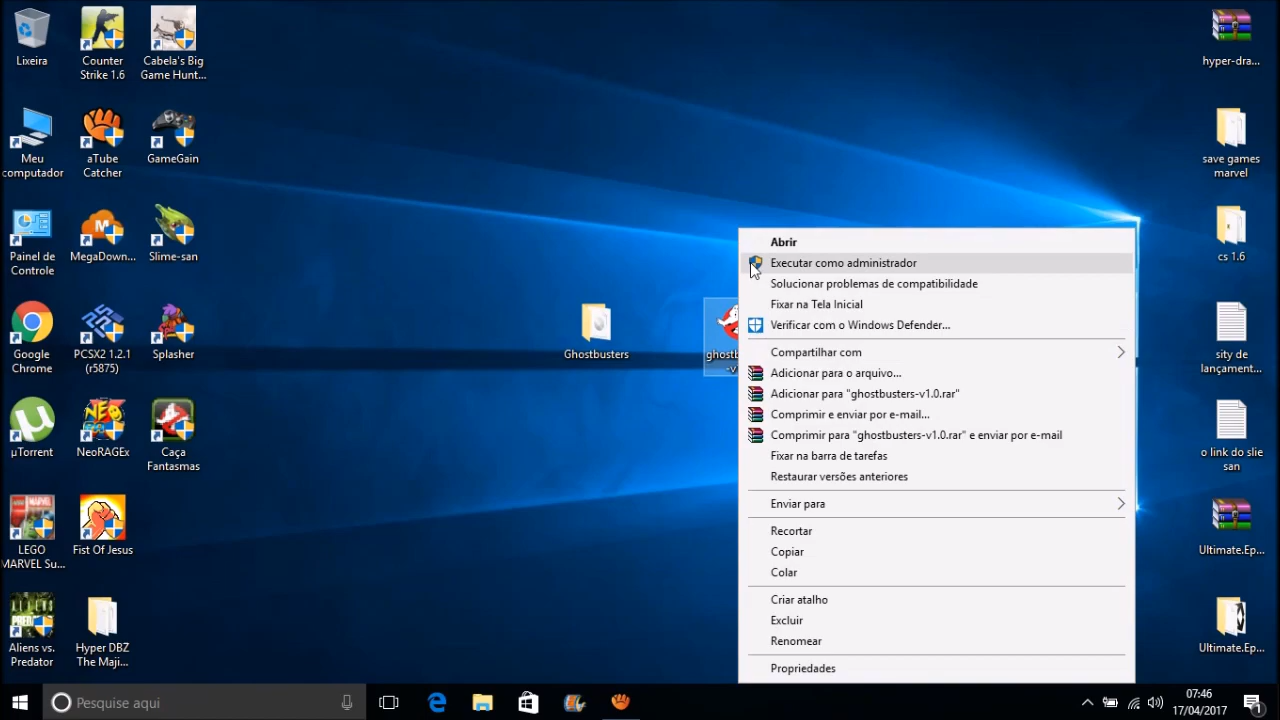 Lixeira
Counter
Strike 1.6
Cabela's Big
Game Hunt...
Meu
computador
aTube
Catcher
GameGain
Painel de
Controle
MegaDown...
Slime-san
Google
Chrome
PCSX2 1.2.1
(r5875)
Splasher
µTorrent
NeoRAGEx
Caça
Fantasmas
LEGO
MARVEL Su...
Fist Of Jesus
Aliens vs.
Predator
Hyper DBZ
The Maji...
Ghostbusters
ghostb
-v
Abrir
Executar como administrador
Solucionar problemas de compatibilidade
Fixar na Tela Inicial
Verificar com o Windows Defender...
Compartilhar com
Adicionar para o arquivo...
Adicionar para "ghostbusters-v1.0.rar"
Comprimir e enviar por e-mail...
Comprimir para "ghostbusters-v1.0.rar" e enviar por e-mail
Fixar na barra de tarefas
Restaurar versões anteriores
Enviar para
Recortar
Copiar
Colar
Criar atalho
Excluir
Renomear
Propriedades
hyper-dra...
save games
marvel
cs 1.6
sity de
lançament...
o link do slie
san
Ultimate.Ep...
Ultimate.Ep...
Pesquise aqui
07:46
17/04/2017
1